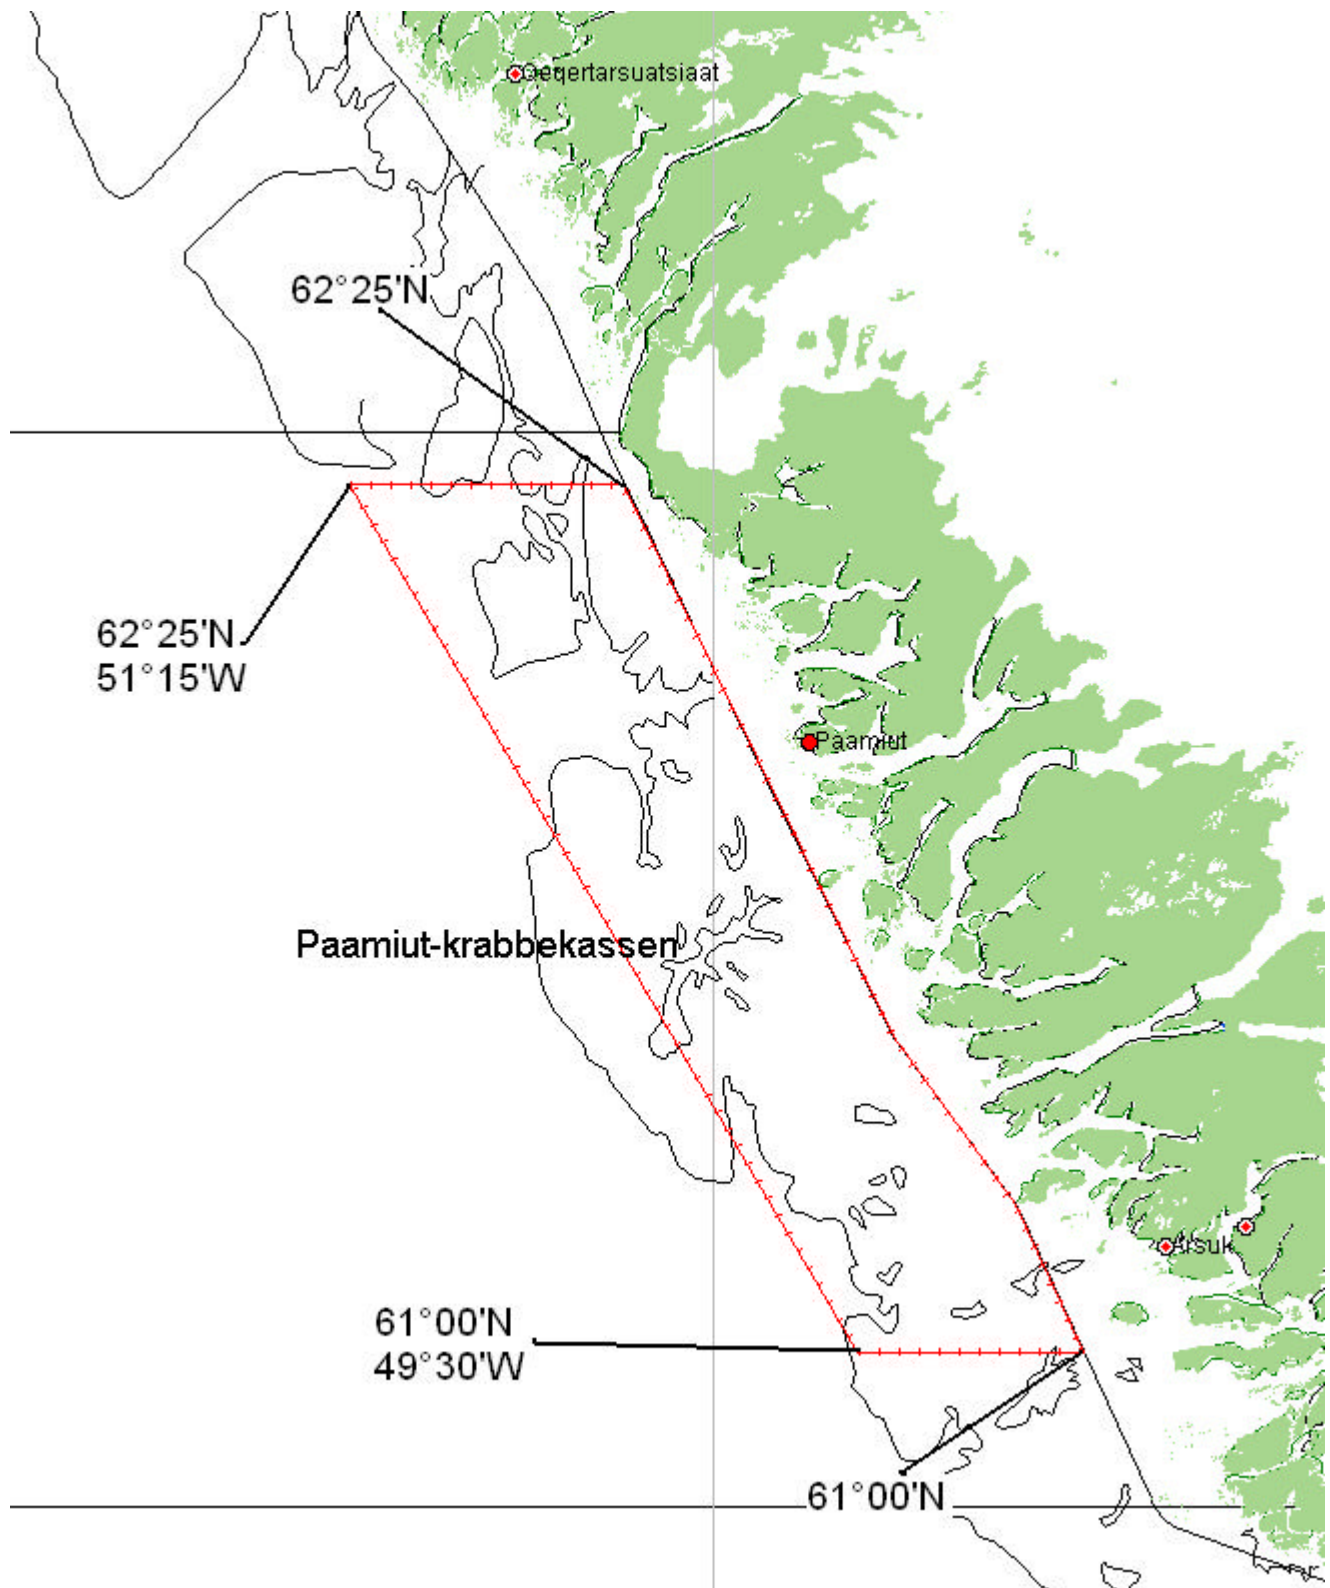 Qeqertarsuatsiaat
62°25'N
62°25'N
51°15'W
Paamiut
Paamiut-krabbekassen
Arsuk
61°00'N
49°30'W
61°00'N